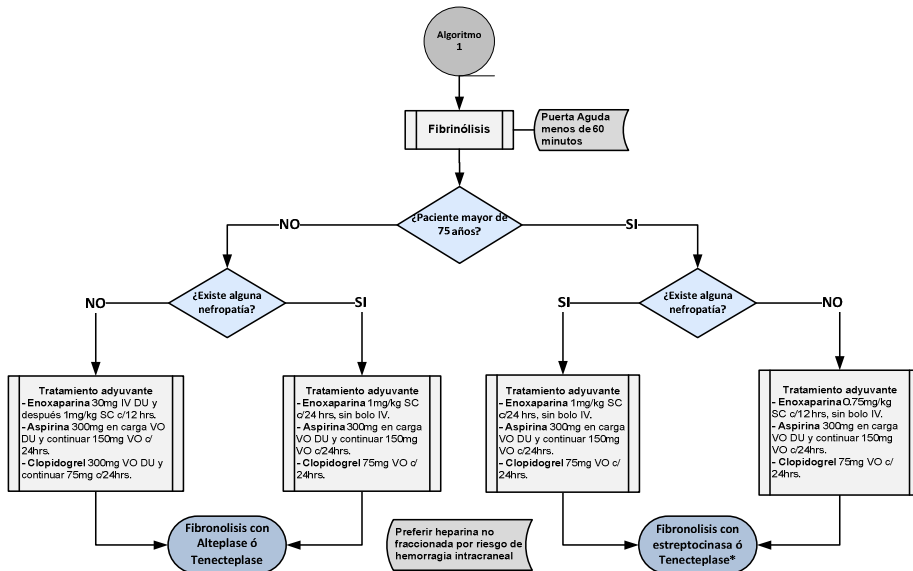 Algoritmo
1
Fibrinólisis
Puerta Aguda
menos de 60
minutos
¿Paciente mayor de
75 años?
NO
SI
¿Existe alguna
nefropatía?
¿Existe alguna
nefropatía?
NO
SI
SI
NO
Tratamiento adyuvante
- Enoxaparina 30mg IV DU y
después 1mg/kg SC c/12 hrs.
- Aspirina 300mg en carga VO
DU y continuar 150mg VO c/
24hrs.
- Clopidogrel 300mg VO DU y
continuar 75mg c/24hrs.
Tratamiento adyuvante
- Enoxaparina 1mg/kg SC
c/24 hrs, sin bolo IV.
- Aspirina 300mg en carga
VO DU y continuar 150mg
VO c/24hrs.
- Clopidogrel 75mg VO c/
24hrs.
Tratamiento adyuvante
- Enoxaparina 1mg/kg SC
c/24 hrs, sin bolo IV.
- Aspirina 300mg en carga
VO DU y continuar 150mg
VO c/24hrs.
- Clopidogrel 75mg VO c/
24hrs.
Tratamiento adyuvante
- Enoxaparina 0.75mg/kg
SC c/12 hrs, sin bolo IV.
- Aspirina 300mg en carga
VO DU y continuar 150mg
VO c/24hrs.
- Clopidogrel 75mg VO c/
24hrs.
Fibronolisis con
Alteplase ó
Tenecteplase
Preferir heparina no
fraccionada por riesgo de
hemorragia intracraneal
Fibronolisis con
estreptocinasa ó
Tenecteplase*